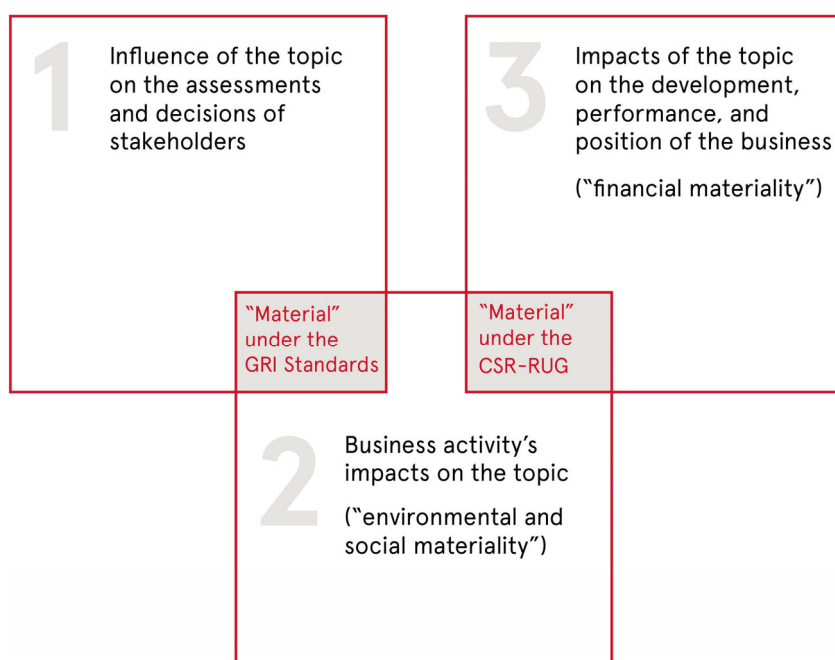 1
Influence of the topic
on the assessments
and decisions of
stakeholders
3
Impacts of the topic
on the development,
performance, and
position of the business
(“financial materiality”)
“Material”
under the
GRI Standards
“Material”
under the
CSR-RUG
2
Business activity’s
impacts on the topic
(“environmental and
social materiality”)